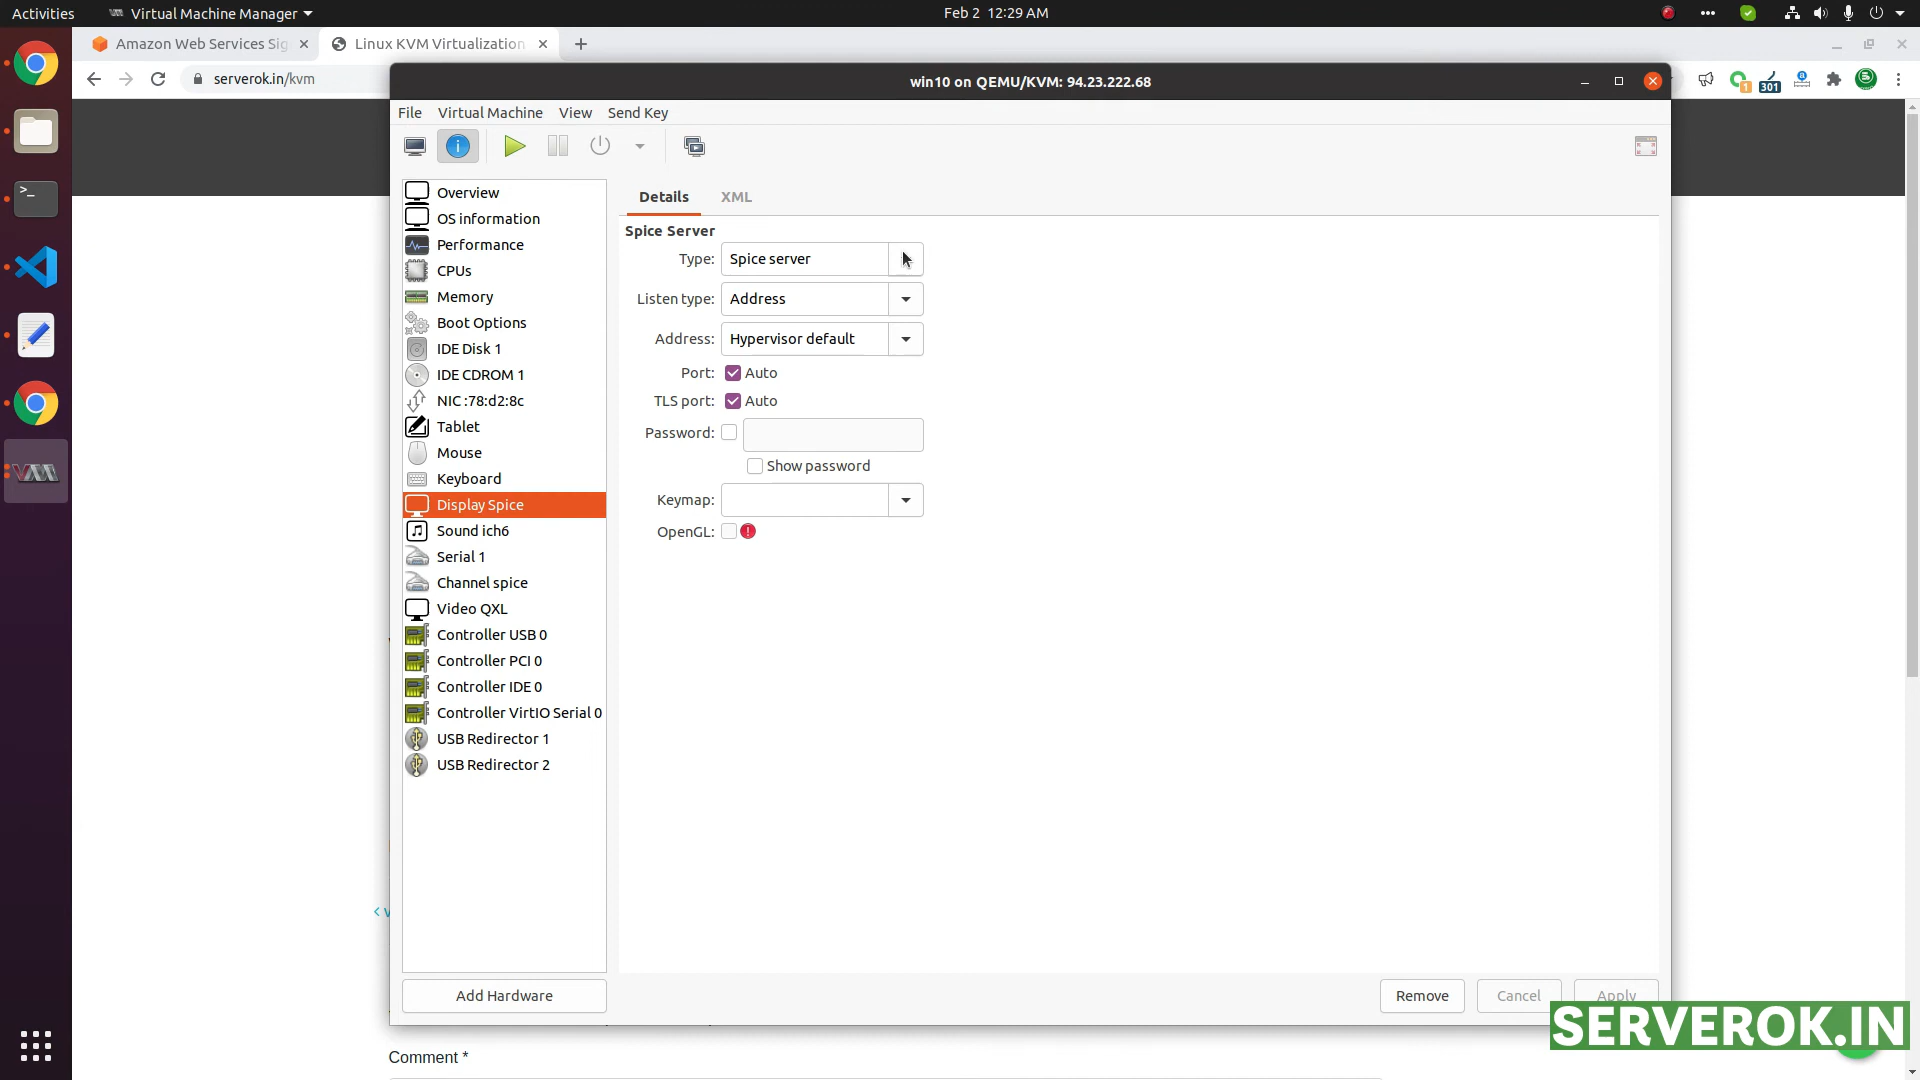 Activities
Virtual Machine Manager
Feb 2 12:29 AM
Amazon Web Services Sig
Linux KVM Virtualization
serverok.in/kvm
1
301
win10 on QEMU/KVM: 94.23.222.68
File Virtual Machine View Send Key
Overview
OS information
Performance
CPUs
Memory
Boot Options
IDE Disk 1
IDE CDROM 1
NIC :78:d2:8c
Tablet
Mouse
Keyboard
Display Spice
Sound ich6
Serial 1
Channel spice
Video QXL
Controller USB 0
Controller PCI 0
Controller IDE 0
Controller VirtIO Serial 0
USB Redirector 1
USB Redirector 2
Add Hardware
Details XML
Spice Server
Type: Spice server
Listen type: Address
Address: Hypervisor default
Port: Auto
TLS port: Auto
Password:
Show password
Keymap:
OpenGL:
Remove Cancel Apply
SERVEROK.IN
Comment *